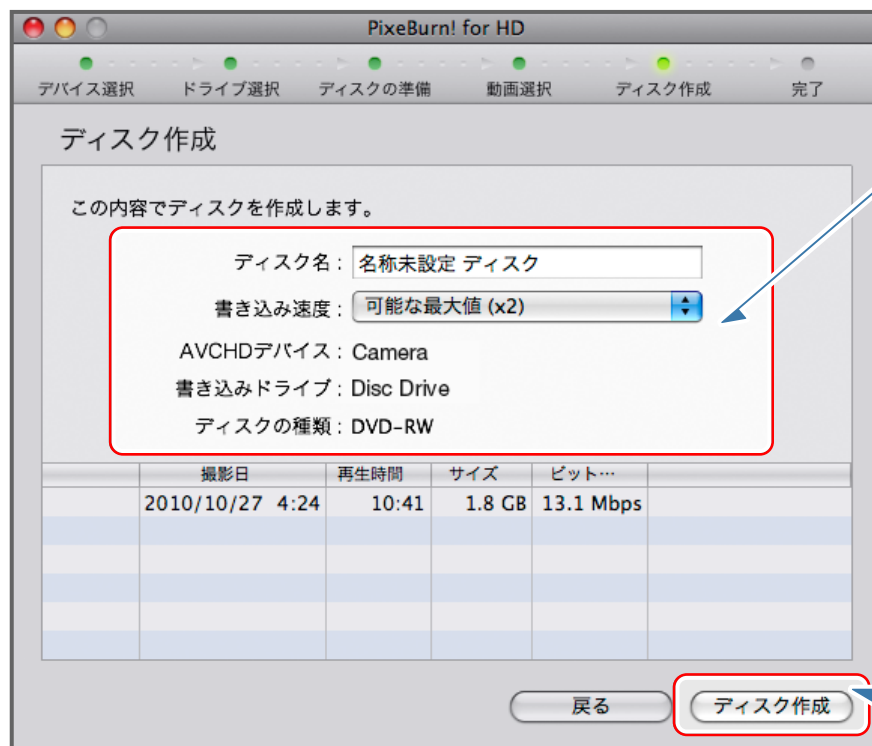 PixeBurn! for HD
デバイス選択 ドライブ選択 ディスクの準備 動画選択 ディスク作成 完了
ディスク作成
この内容でディスクを作成します。
ディスク名： 名称未設定 ディスク
書き込み速度： 可能な最大値 (x2)
AVCHDデバイス： Camera
書き込みドライブ： Disc Drive
ディスクの種類： DVD-RW
撮影日 再生時間 サイズ ビット…
2010/10/27 4:24 10:41 1.8 GB 13.1 Mbps
戻る ディスク作成